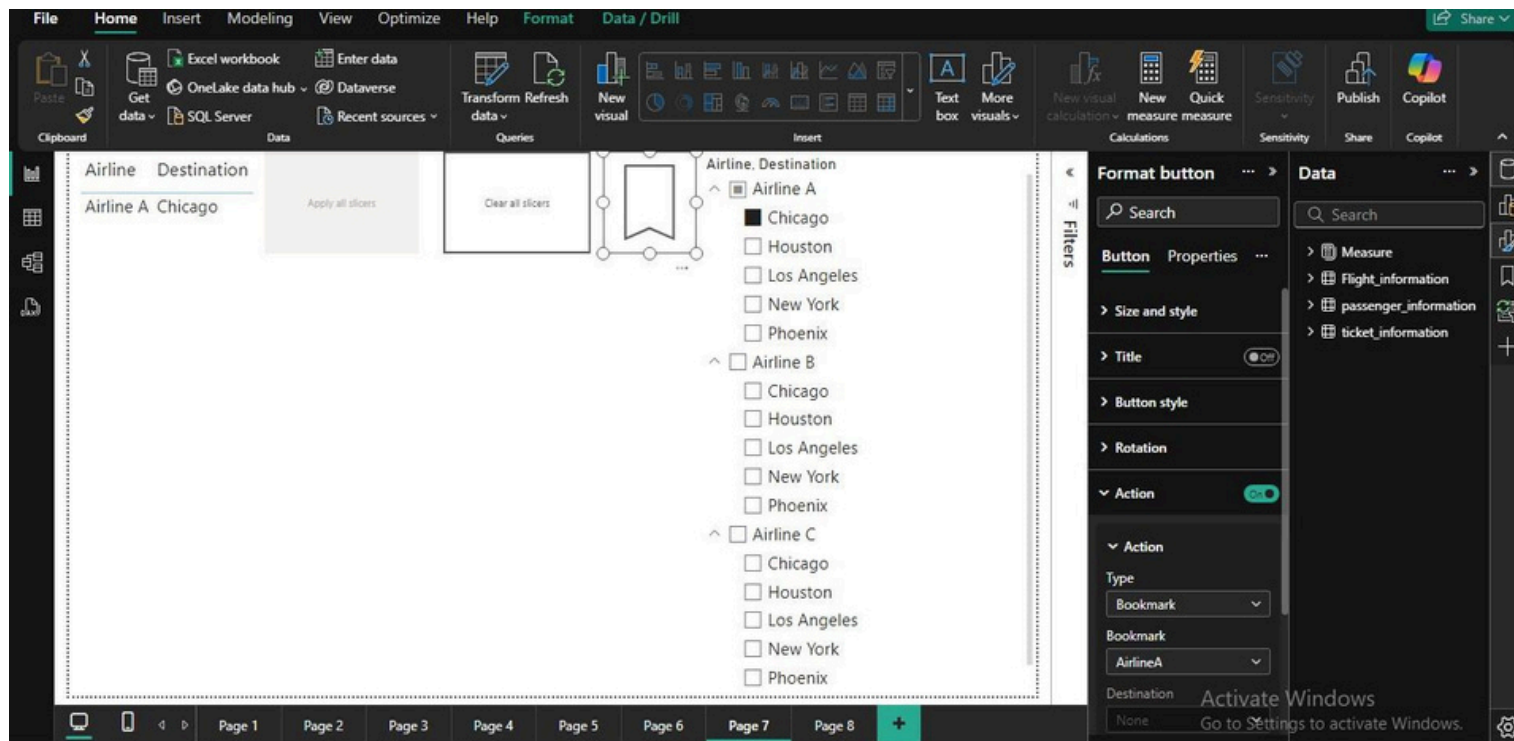 File Home Insert Modeling View Optimize Help Format Data / Drill Share
Paste
Clipboard
Get data
Excel workbook
OneLake data hub
SQL Server
Enter data
Dataverse
Recent sources
Data
Transform data
Refresh
Queries
New visual
Text box
More visuals
Insert
New visual calculation
New measure
Quick measure
Calculations
Sensitivity
Sensitivity
Publish
Share
Copilot
Copilot
Airline Destination
Airline A Chicago
Apply all slicers
Clear all slicers
Airline, Destination
Airline A
Chicago
Houston
Los Angeles
New York
Phoenix
Airline B
Chicago
Houston
Los Angeles
New York
Phoenix
Airline C
Chicago
Houston
Los Angeles
New York
Phoenix
Filters
Format button
Search
Button Properties
Size and style
Title Off
Button style
Rotation
Action On
Action
Type
Bookmark
Bookmark
AirlineA
Destination
None
Data
Search
Measure
Flight_information
passenger_information
ticket_information
Activate Windows
Go to Settings to activate Windows.
Page 1 Page 2 Page 3 Page 4 Page 5 Page 6 Page 7 Page 8